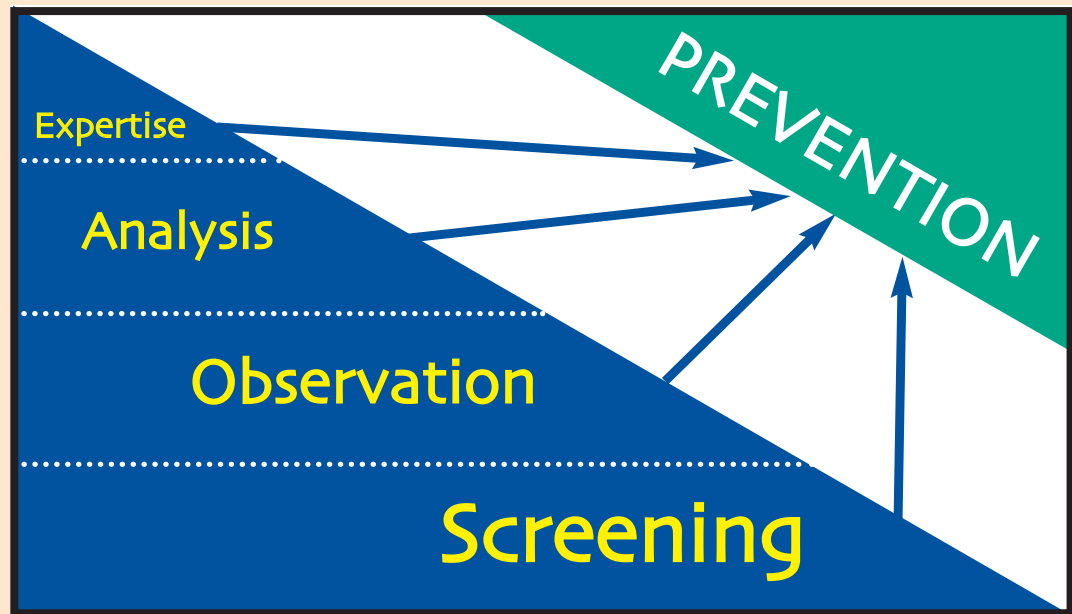 PREVENTION
Expertise
Analysis
Observation
Screening